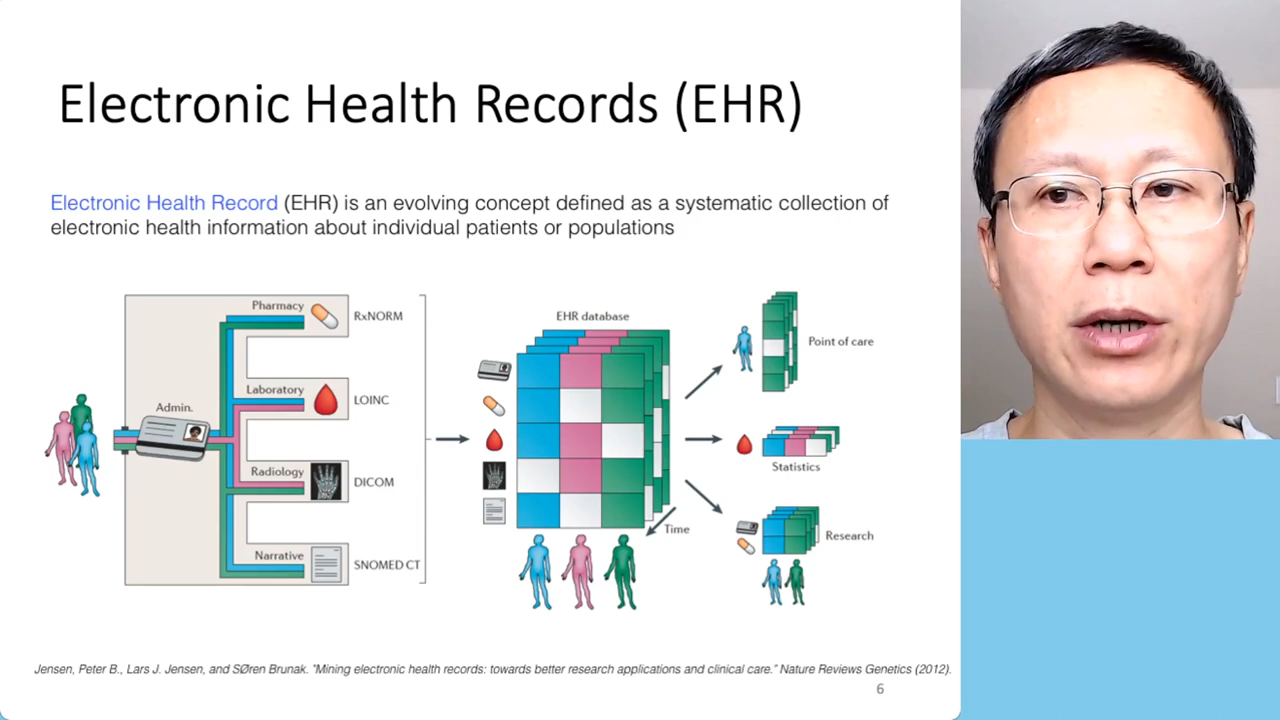 Electronic Health Records (EHR)
Electronic Health Record (EHR) is an evolving concept defined as a systematic collection of
electronic health information about individual patients or populations
Admin.
Pharmacy
RxNORM
Laboratory
LOINC
Radiology
DICOM
Narrative
SNOMED CT
EHR database
Time
Point of care
Statistics
Research
Jensen, Peter B., Lars J. Jensen, and SØren Brunak. "Mining electronic health records: towards better research applications and clinical care." Nature Reviews Genetics (2012).
6